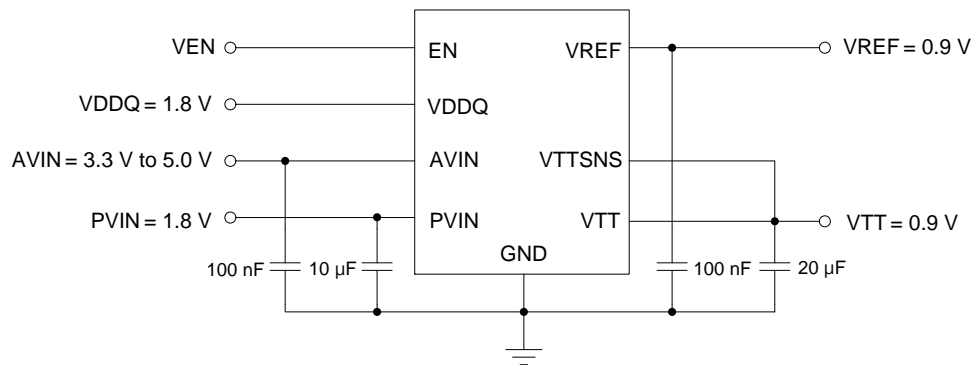 VEN
EN
VREF
VREF = 0.9 V
VDDQ = 1.8 V
VDDQ
AVIN = 3.3 V to 5.0 V
AVIN
VTTSNS
PVIN = 1.8 V
PVIN
VTT
VTT = 0.9 V
GND
100 nF
10 µF
100 nF
20 µF